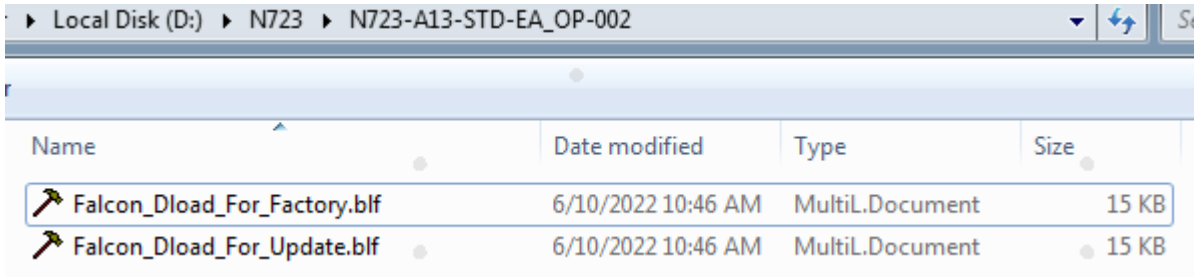 Local Disk (D:) N723 N723-A13-STD-EA_OP-002
Name Date modified Type Size
Falcon_Dload_For_Factory.blf 6/10/2022 10:46 AM MultiL.Document 15 KB
Falcon_Dload_For_Update.blf 6/10/2022 10:46 AM MultiL.Document 15 KB